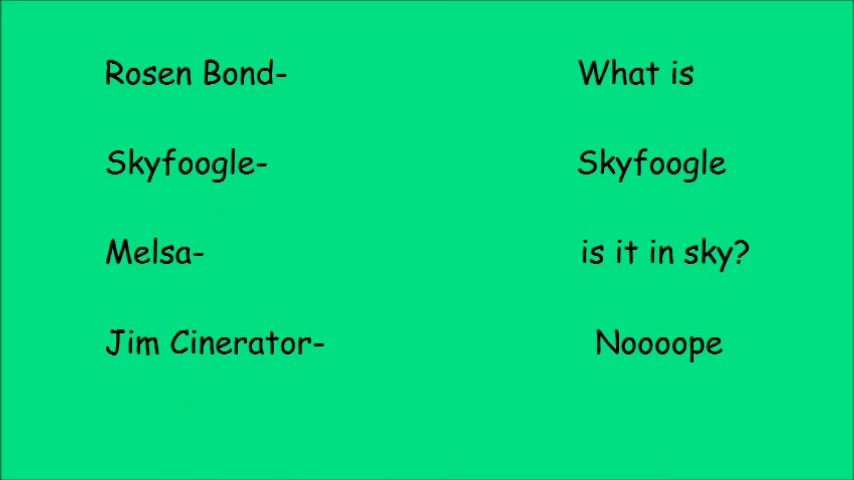 Rosen Bond- What is
Skyfoogle- Skyfoogle
Melsa- is it in sky?
Jim Cinerator- Noooope